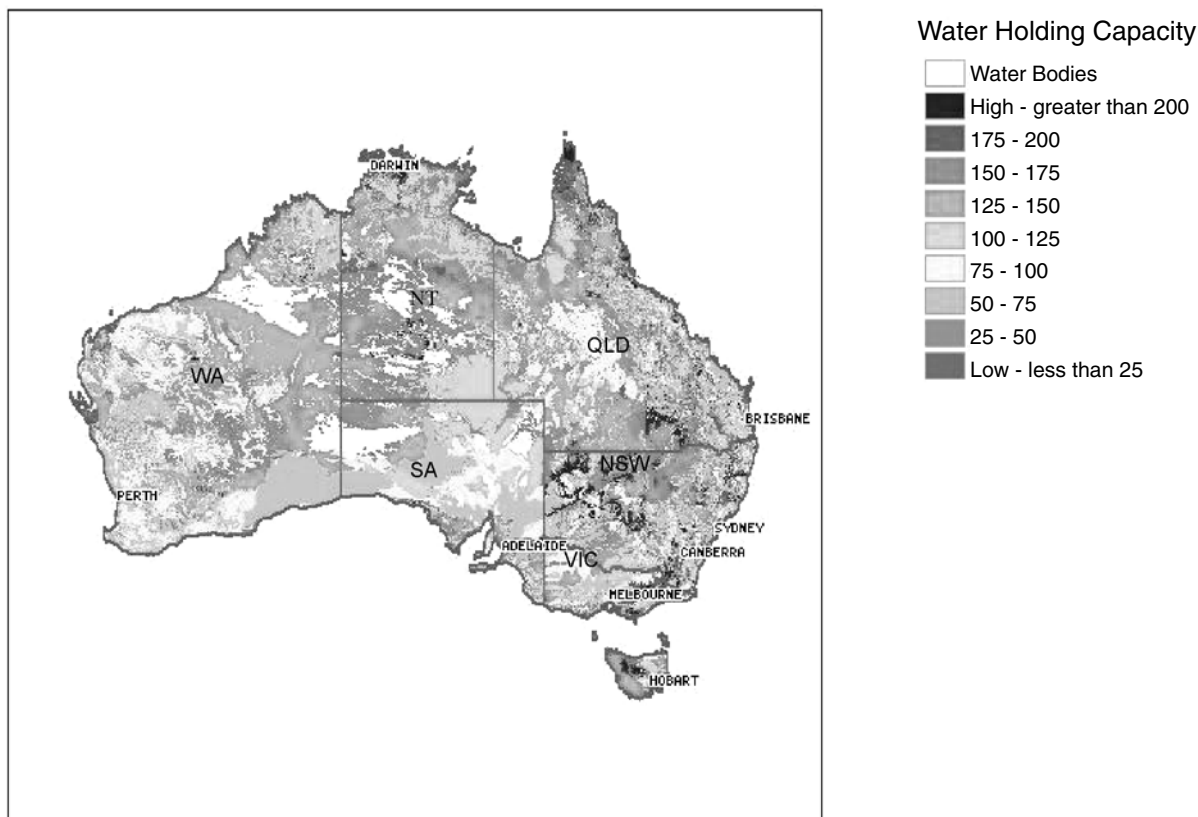 Water Holding Capacity
Water Bodies
High - greater than 200
175 - 200
150 - 175
125 - 150
100 - 125
75 - 100
50 - 75
25 - 50
Low - less than 25
DARWIN
NT
QLD
WA
BRISBANE
NSW
SA
PERTH
SYDNEY
ADELAIDE
CANBERRA
VIC
MELBOURNE
HOBART